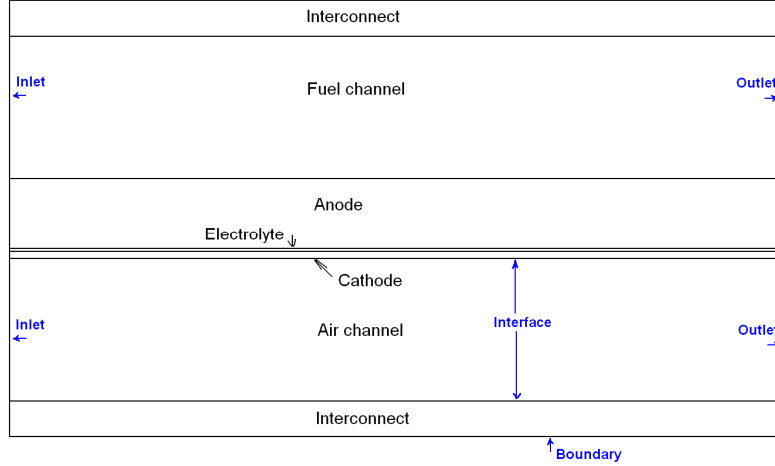 Interconnect
Inlet
Fuel channel
Outlet
Anode
Electrolyte
Cathode
Inlet
Air channel
Interface
Outlet
Interconnect
Boundary